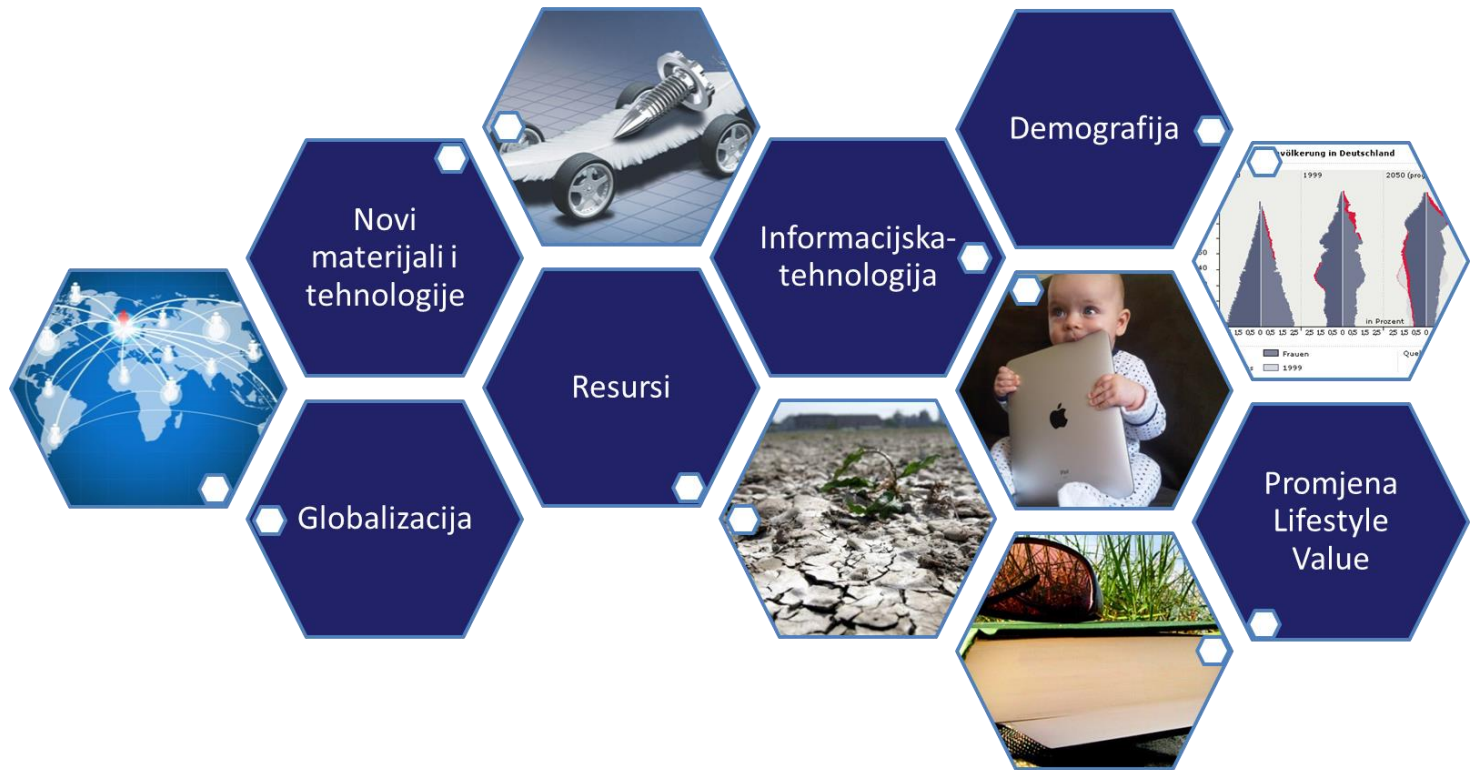 Novi
materijali i
tehnologije
Globalizacija
Resursi
Informacijska-
tehnologija
Demografija
völkerung in Deutschland
1999
2050
in Prozent
Frauen
1999
iPad
Promjena
Lifestyle
Value